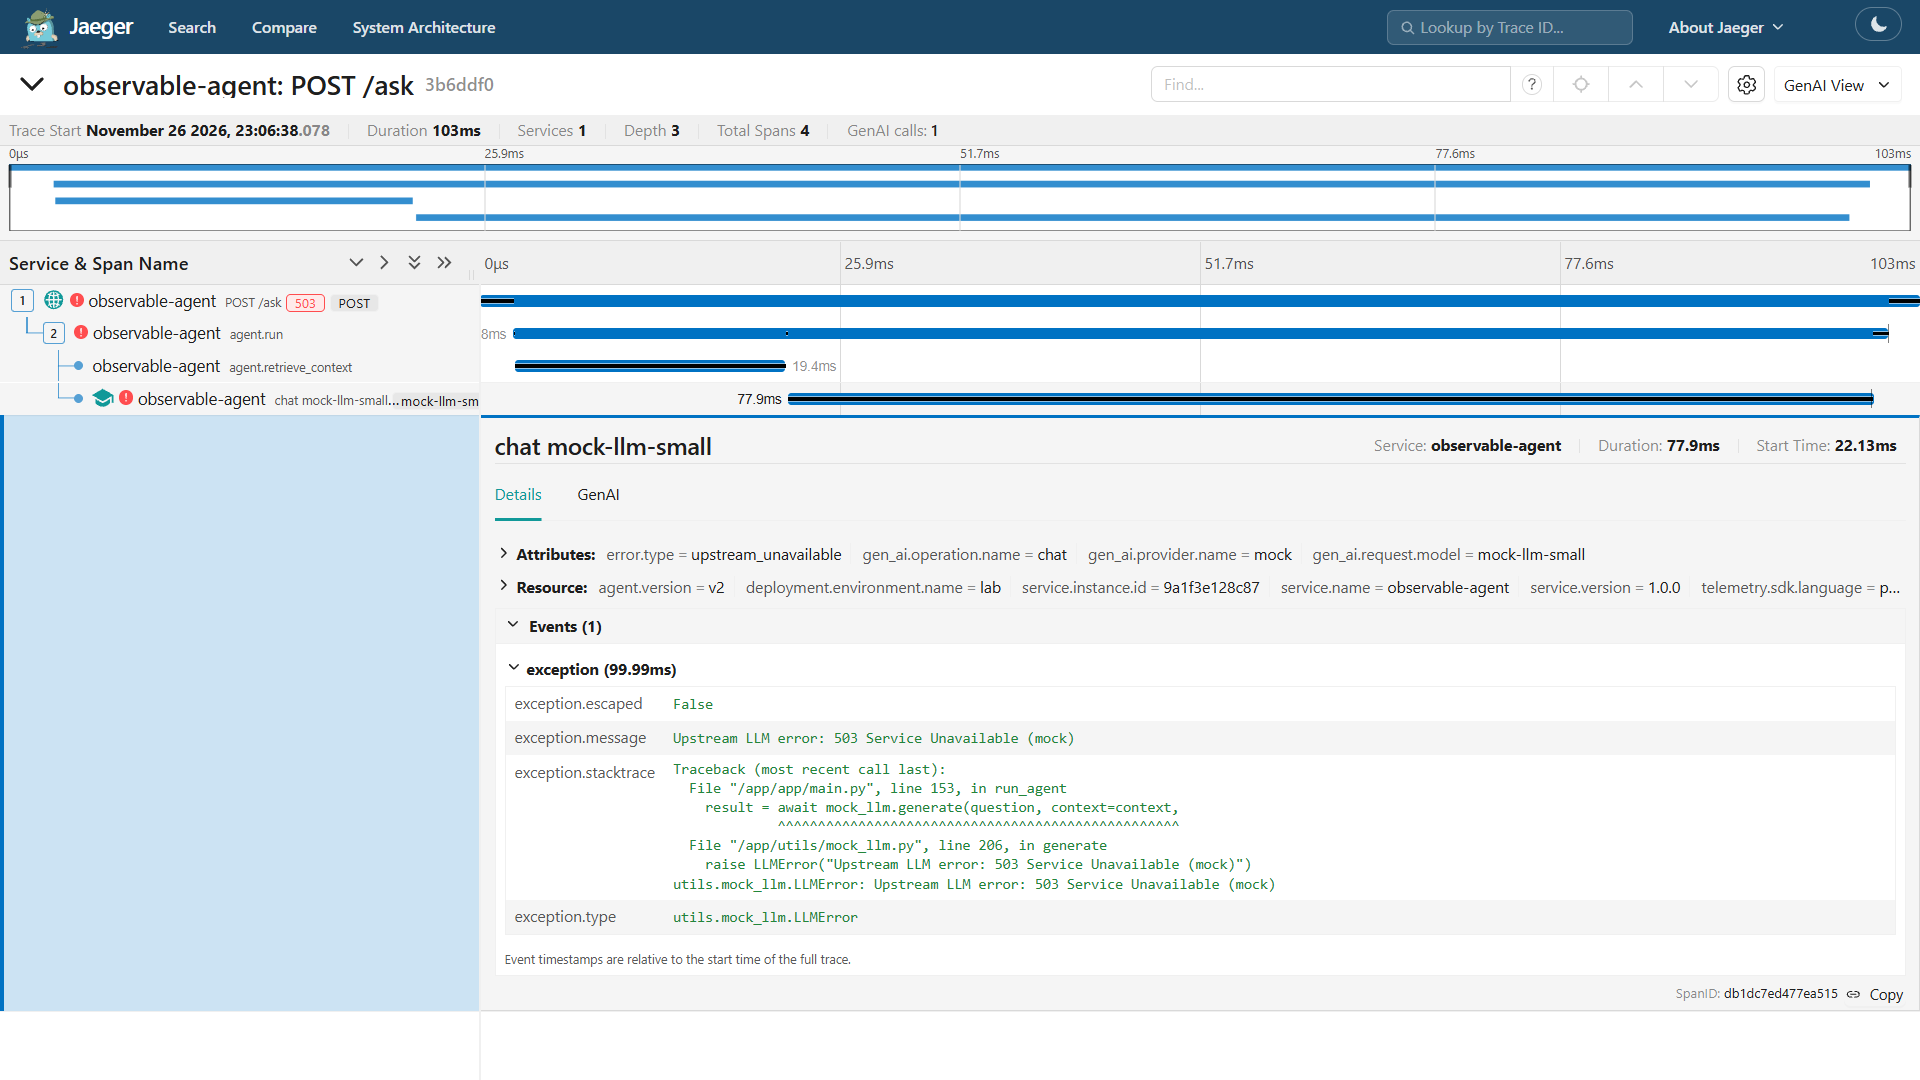 Jaeger
Search
Compare
System Architecture
Lookup by Trace ID...
About Jaeger
observable-agent: POST /ask 3b6ddf0
Find...
?
GenAI View
Trace Start November 26 2026, 23:06:38.078
Duration 103ms
Services 1
Depth 3
Total Spans 4
GenAI calls: 1
0μs
25.9ms
51.7ms
77.6ms
103ms
Service & Span Name
0μs
25.9ms
51.7ms
77.6ms
103ms
1 observable-agent POST /ask 503 POST
2 observable-agent agent.run
8ms
observable-agent agent.retrieve_context
19.4ms
observable-agent chat mock-llm-small... mock-llm-sm
77.9ms
chat mock-llm-small
Service: observable-agent
Duration: 77.9ms
Start Time: 22.13ms
Details
GenAI
Attributes: error.type = upstream_unavailable gen_ai.operation.name = chat gen_ai.provider.name = mock gen_ai.request.model = mock-llm-small
Resource: agent.version = v2 deployment.environment.name = lab service.instance.id = 9a1f3e128c87 service.name = observable-agent service.version = 1.0.0 telemetry.sdk.language = p...
Events (1)
exception (99.99ms)
exception.escaped False
exception.message Upstream LLM error: 503 Service Unavailable (mock)
exception.stacktrace Traceback (most recent call last):
File "/app/app/main.py", line 153, in run_agent
result = await mock_llm.generate(question, context=context,
^^^^^^^^^^^^^^^^^^^^^^^^^^^^^^^^^^^^^^^^^^^^^^^^^^
File "/app/utils/mock_llm.py", line 206, in generate
raise LLMError("Upstream LLM error: 503 Service Unavailable (mock)")
utils.mock_llm.LLMError: Upstream LLM error: 503 Service Unavailable (mock)
exception.type utils.mock_llm.LLMError
Event timestamps are relative to the start time of the full trace.
SpanID: db1dc7ed477ea515 Copy